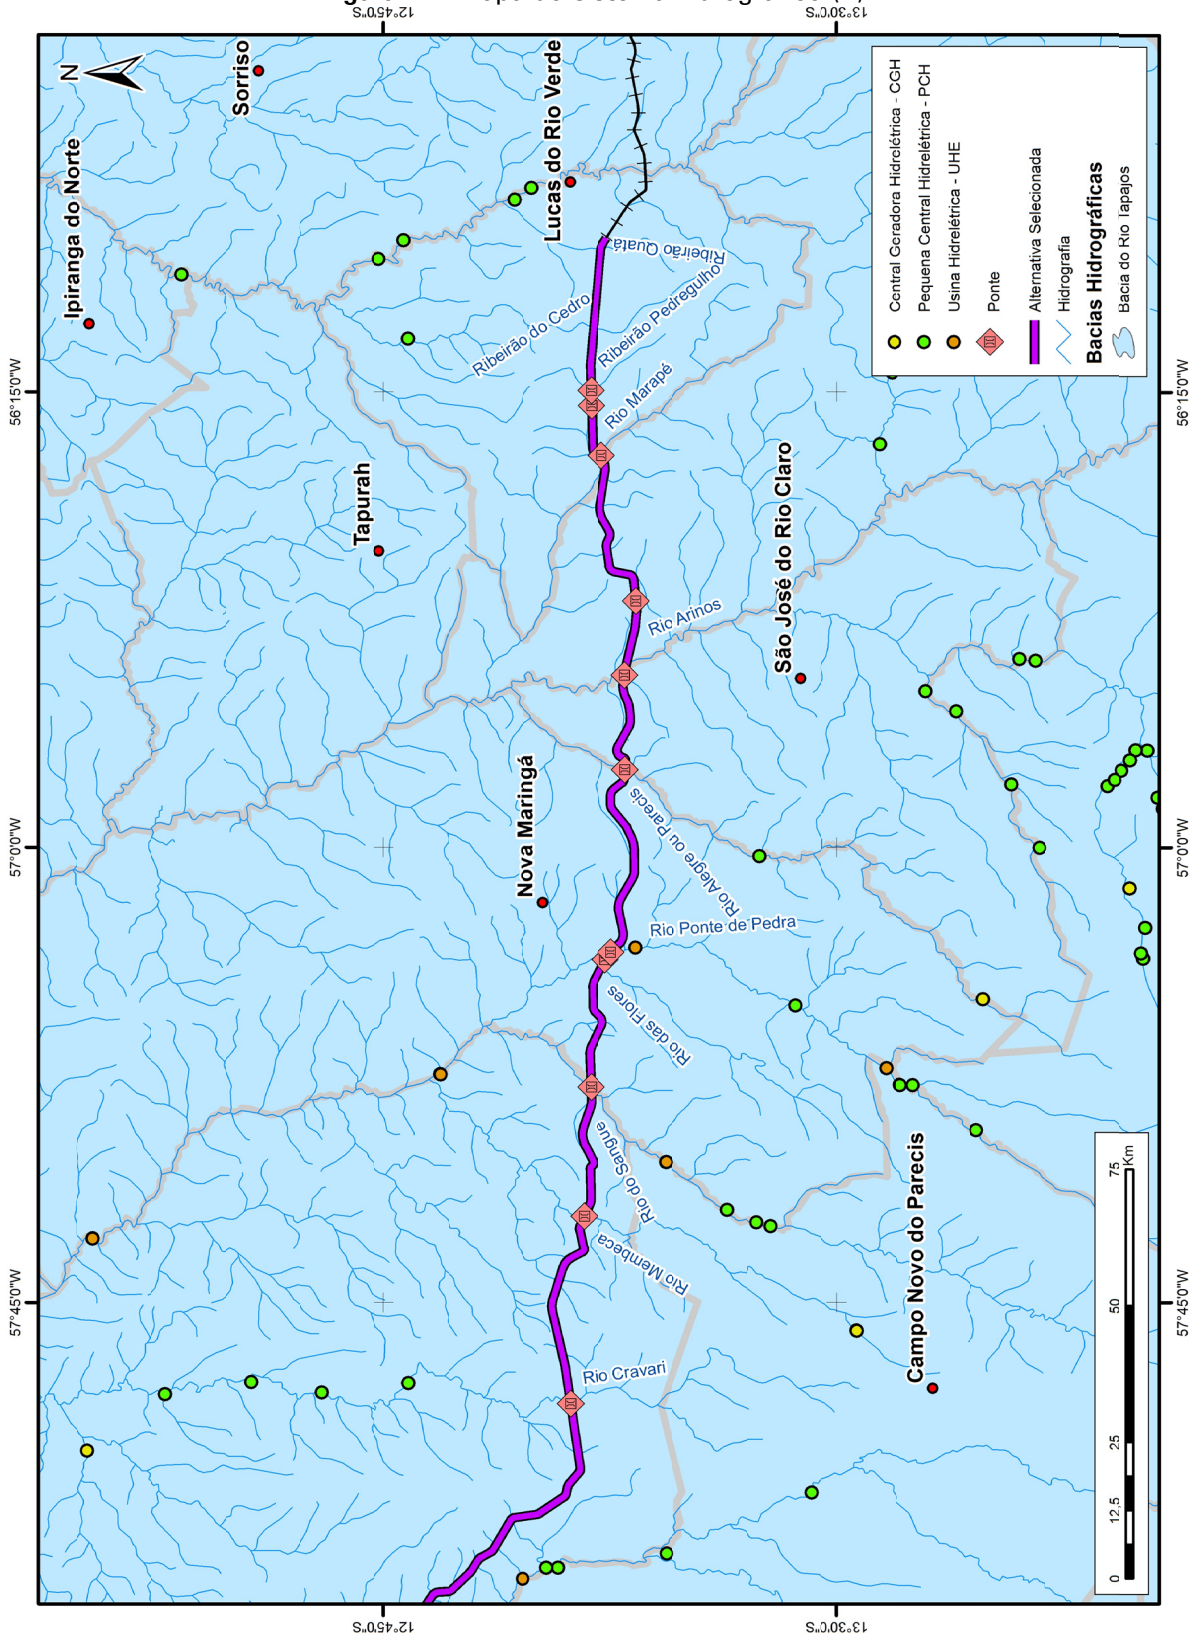 12°45'0"S
13°30'0"S
N
Sorriso
Ipiranga do Norte
Lucas do Rio Verde
Tapurah
São José do Rio Claro
Nova Maringá
Campo Novo do Parecis
Ribeirão Quatá
Ribeirão do Cedro
Ribeirão Pedregulho
Rio Marapé
Rio Arinos
Rio Alegre ou Parecis
Rio Ponte de Pedra
Rio das Flores
Rio do Sangue
Rio Membeca
Rio Cravari
56°15'0"W
57°0'0"W
57°45'0"W
56°15'0"W
57°0'0"W
57°45'0"W
12°45'0"S
13°30'0"S
Central Geradora Hidrolétrica - CGH
Pequena Central Hidrelétrica - PCH
Usina Hidrelétrica - UHE
Ponte
Alternativa Selecionada
Hidrografia
Bacias Hidrográficas
Bacia do Rio Tapajos
0 12,5 25 50 75
Km